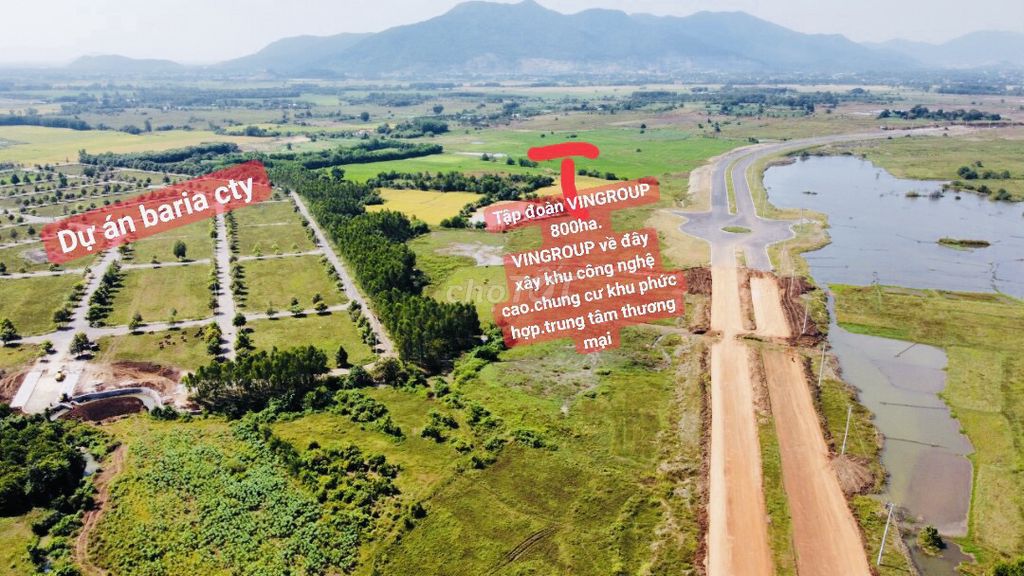 Dự án baria cty
Tập đoàn VINGROUP
800ha.
VINGROUP về đây
xây khu công nghệ
cao.chung cư khu phức
hợp.trung tâm thương
mại